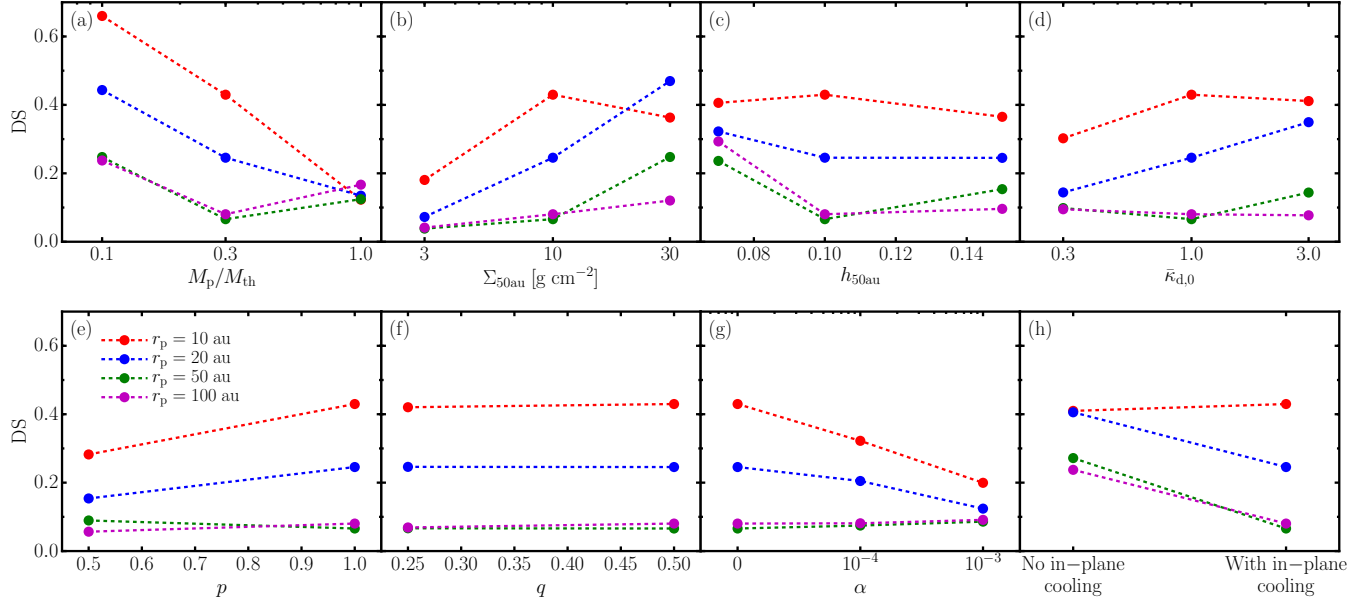 (a) (b) (c) (d)
DS
0.6
0.4
0.2
0.0
0.1 0.3 1.0 3 10 30 0.08 0.10 0.12 0.14 0.3 1.0 3.0
M_p/M_th Σ_50au [g cm⁻²] h_50au κ̄_d,0
(e) (f) (g) (h)
r_p = 10 au
r_p = 20 au
r_p = 50 au
r_p = 100 au
DS
0.6
0.4
0.2
0.0
0.5 0.6 0.7 0.8 0.9 1.0 0.25 0.30 0.35 0.40 0.45 0.50 0 10⁻⁴ 10⁻³ No in−plane With in−plane
cooling cooling
p q α